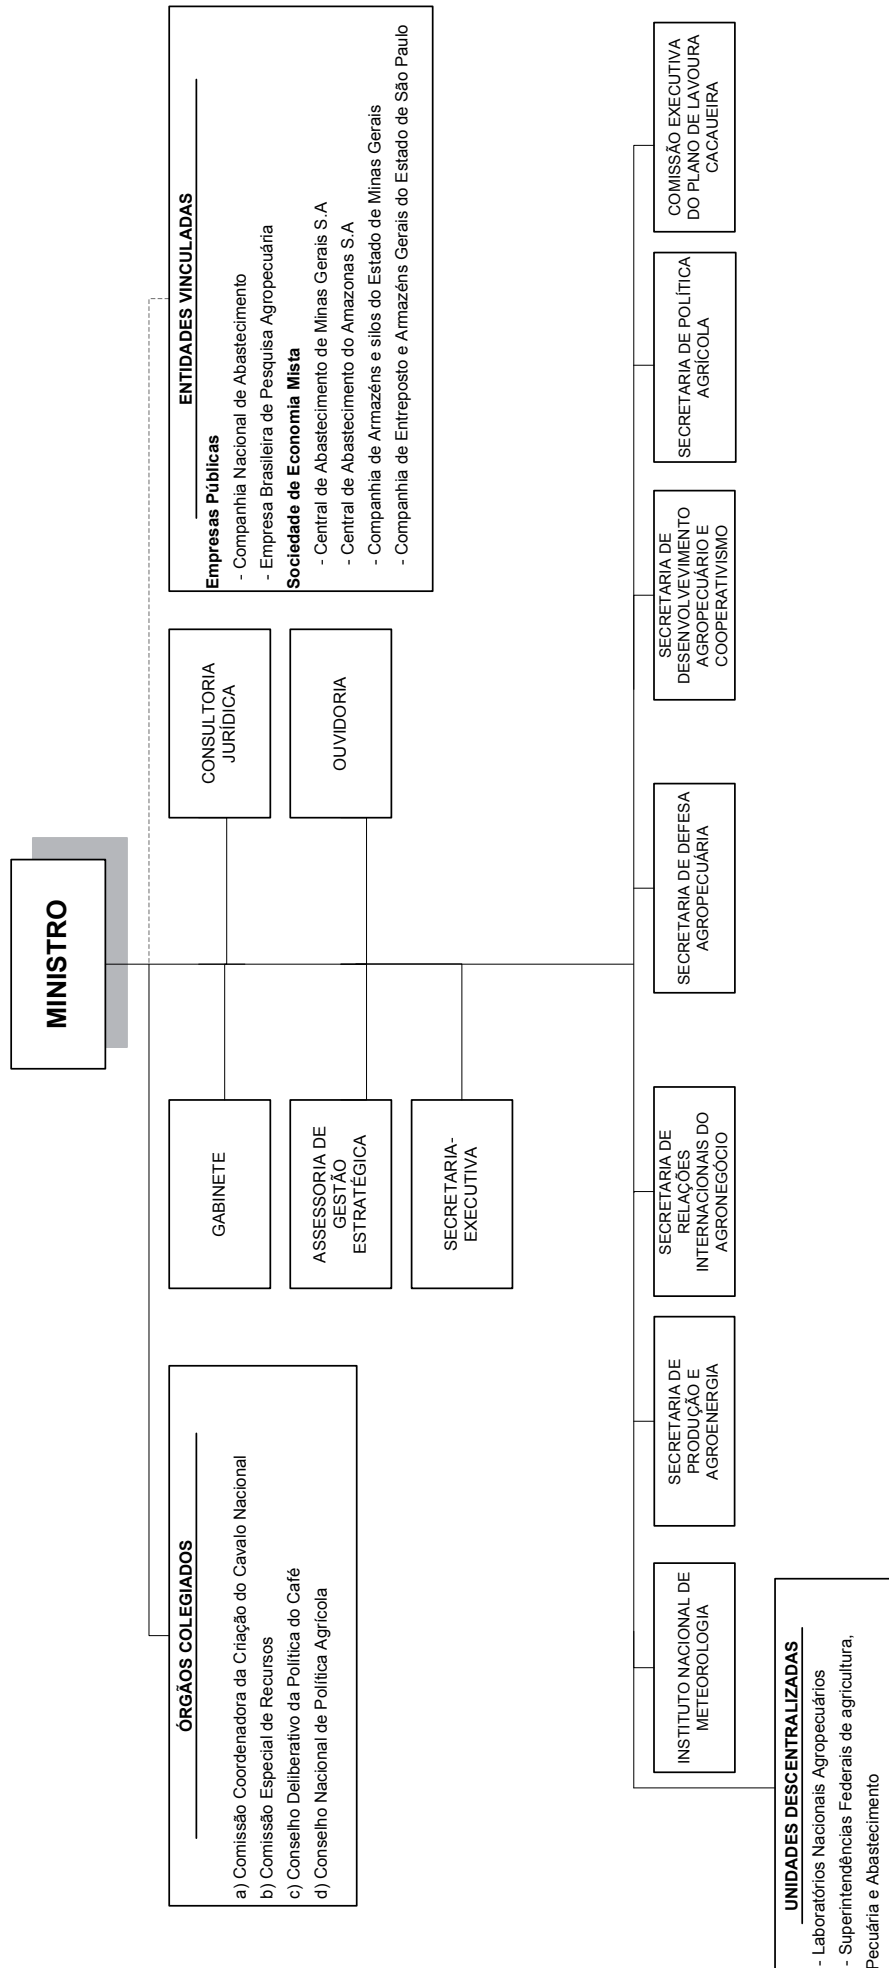 MINISTRO
ÓRGÃOS COLEGIADOS
a) Comissão Coordenadora da Criação do Cavalo Nacional
b) Comissão Especial de Recursos
c) Conselho Deliberativo da Política do Café
d) Conselho Nacional de Política Agrícola
GABINETE
ASSESSORIA DE
GESTÃO
ESTRATÉGICA
SECRETARIA-
EXECUTIVA
CONSULTORIA
JURÍDICA
OUVIDORIA
ENTIDADES VINCULADAS
Empresas Públicas
- Companhia Nacional de Abastecimento
- Empresa Brasileira de Pesquisa Agropecuária
Sociedade de Economia Mista
- Central de Abastecimento de Minas Gerais S.A
- Central de Abastecimento do Amazonas S.A
- Companhia de Armazéns e silos do Estado de Minas Gerais
- Companhia de Entreposto e Armazéns Gerais do Estado de São Paulo
INSTITUTO NACIONAL DE
METEOROLOGIA
SECRETARIA DE
PRODUÇÃO E
AGROENERGIA
SECRETARIA DE
RELAÇÕES
INTERNACIONAIS DO
AGRONEGÓCIO
SECRETARIA DE DEFESA
AGROPECUÁRIA
SECRETARIA DE
DESENVOLVEVIMENTO
AGROPECUÁRIO E
COOPERATIVISMO
SECRETARIA DE POLÍTICA
AGRÍCOLA
COMISSÃO EXECUTIVA
DO PLANO DE LAVOURA
CACAUEIRA
UNIDADES DESCENTRALIZADAS
- Laboratórios Nacionais Agropecuários
- Superintendências Federais de agricultura,
Pecuária e Abastecimento